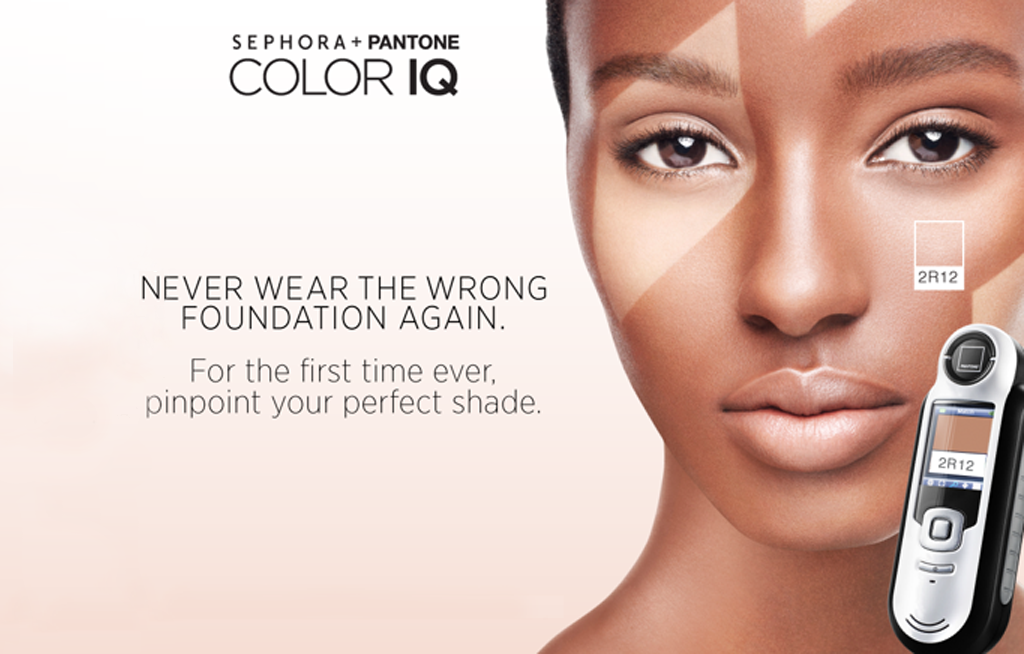 SEPHORA + PANTONE
COLOR IQ
NEVER WEAR THE WRONG
FOUNDATION AGAIN.
For the first time ever,
pinpoint your perfect shade.
2R12
PANTONE
2R12